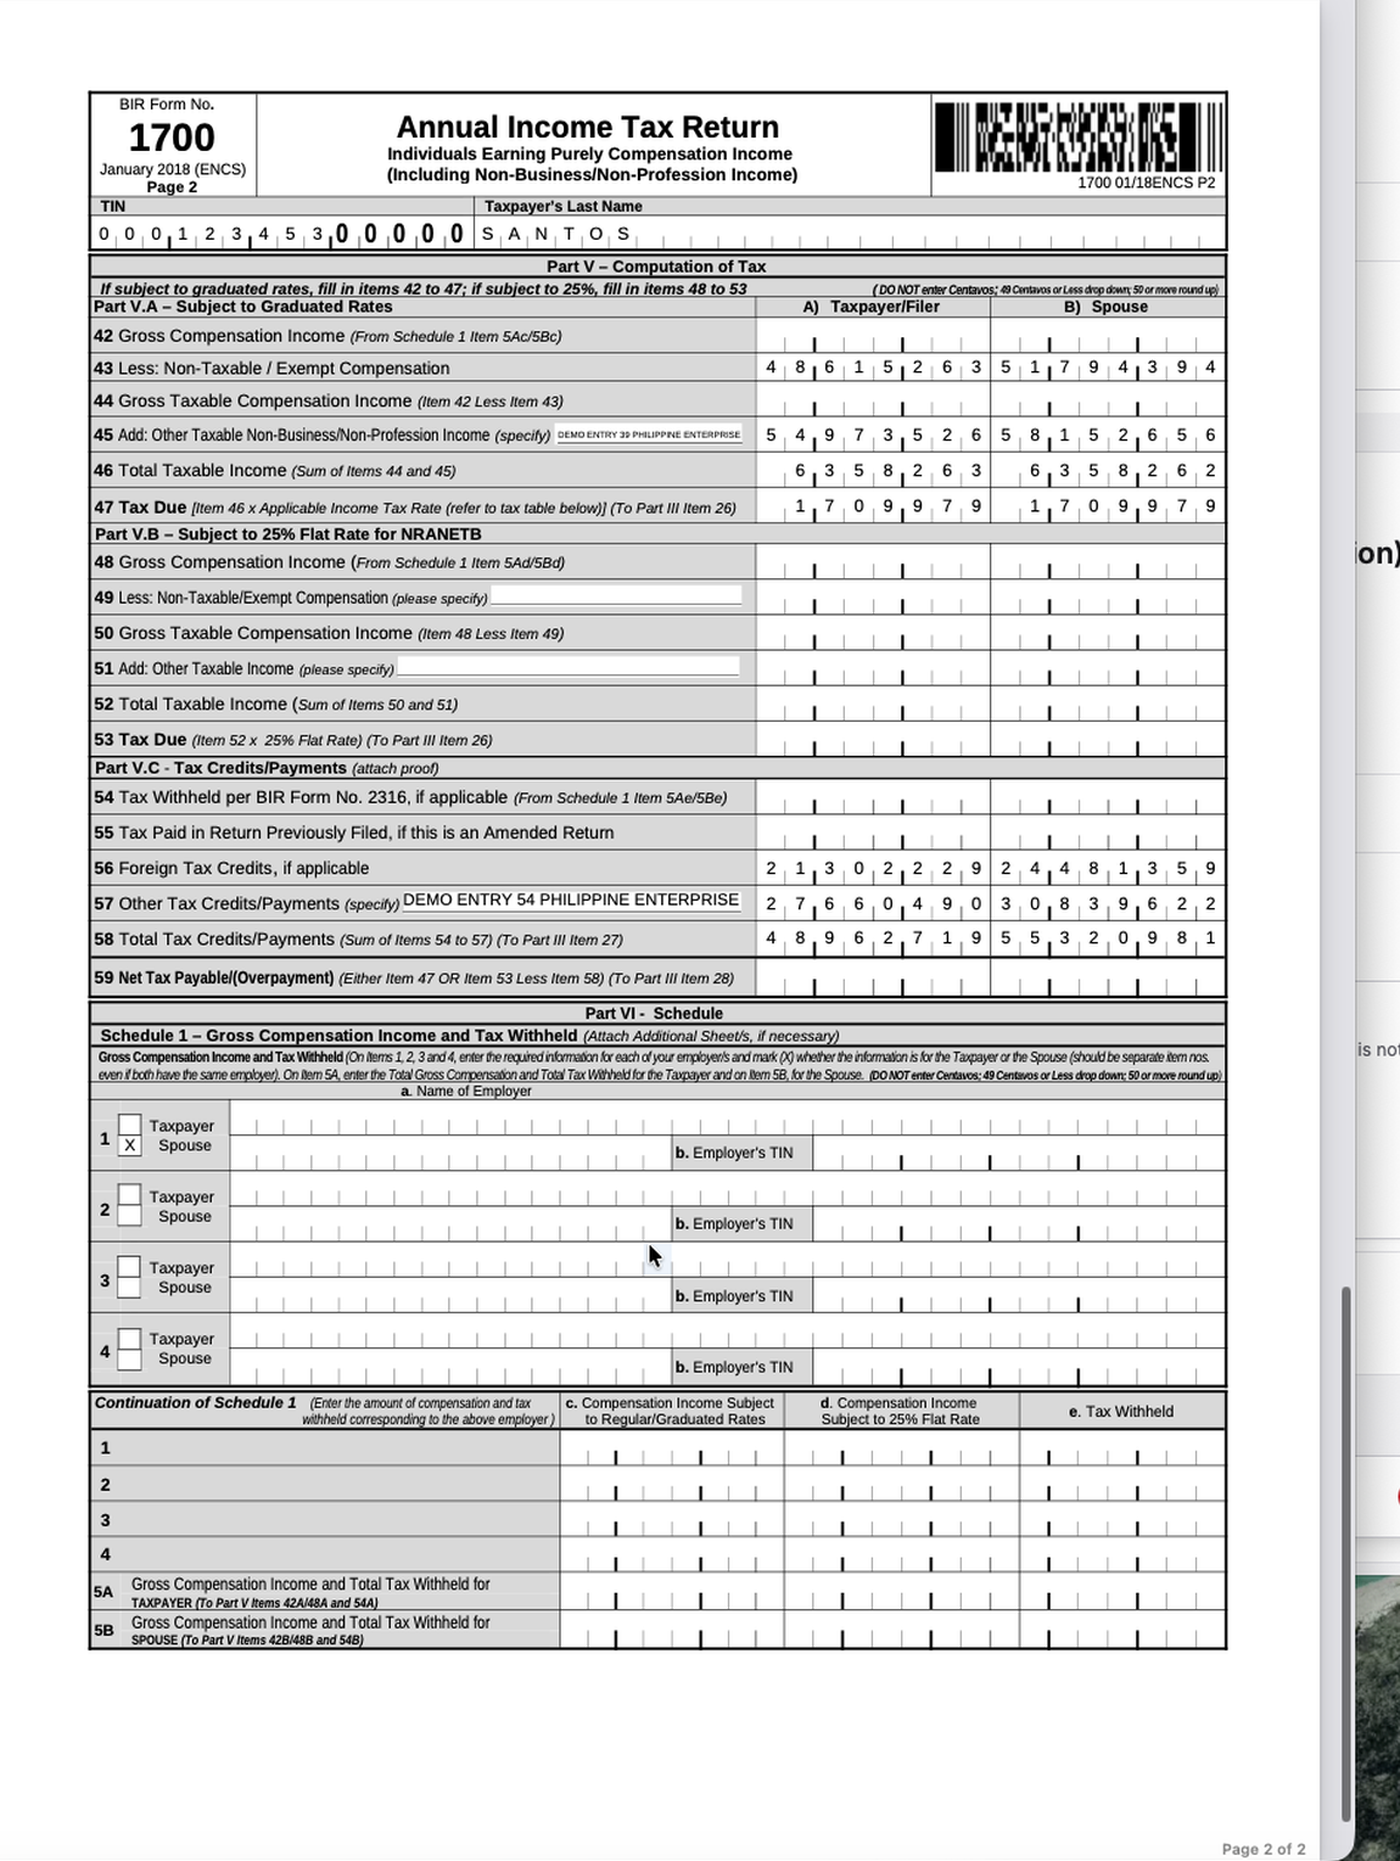 BIR Form No.
1700
January 2018 (ENCS)
Page 2
Annual Income Tax Return
Individuals Earning Purely Compensation Income
(Including Non-Business/Non-Profession Income)
1700 01/18ENCS P2
TIN
Taxpayer's Last Name
0 0 0 1 2 3 4 5 3 0 0 0 0 0
S A N T O S
Part V – Computation of Tax
If subject to graduated rates, fill in items 42 to 47; if subject to 25%, fill in items 48 to 53
( DO NOT enter Centavos; 49 Centavos or Less drop down; 50 or more round up)
Part V.A – Subject to Graduated Rates
A) Taxpayer/Filer
B) Spouse
42 Gross Compensation Income (From Schedule 1 Item 5Ac/5Bc)
43 Less: Non-Taxable / Exempt Compensation
4 8 6 1 5 2 6 3
5 1 7 9 4 3 9 4
44 Gross Taxable Compensation Income (Item 42 Less Item 43)
45 Add: Other Taxable Non-Business/Non-Profession Income (specify) DEMO ENTRY 39 PHILIPPINE ENTERPRISE
5 4 9 7 3 5 2 6
5 8 1 5 2 6 5 6
46 Total Taxable Income (Sum of Items 44 and 45)
6 3 5 8 2 6 3
6 3 5 8 2 6 2
47 Tax Due [Item 46 x Applicable Income Tax Rate (refer to tax table below)] (To Part III Item 26)
1 7 0 9 9 7 9
1 7 0 9 9 7 9
Part V.B – Subject to 25% Flat Rate for NRANETB
48 Gross Compensation Income (From Schedule 1 Item 5Ad/5Bd)
49 Less: Non-Taxable/Exempt Compensation (please specify)
50 Gross Taxable Compensation Income (Item 48 Less Item 49)
51 Add: Other Taxable Income (please specify)
52 Total Taxable Income (Sum of Items 50 and 51)
53 Tax Due (Item 52 x 25% Flat Rate) (To Part III Item 26)
Part V.C - Tax Credits/Payments (attach proof)
54 Tax Withheld per BIR Form No. 2316, if applicable (From Schedule 1 Item 5Ae/5Be)
55 Tax Paid in Return Previously Filed, if this is an Amended Return
56 Foreign Tax Credits, if applicable
2 1 3 0 2 2 2 9
2 4 4 8 1 3 5 9
57 Other Tax Credits/Payments (specify) DEMO ENTRY 54 PHILIPPINE ENTERPRISE
2 7 6 6 0 4 9 0
3 0 8 3 9 6 2 2
58 Total Tax Credits/Payments (Sum of Items 54 to 57) (To Part III Item 27)
4 8 9 6 2 7 1 9
5 5 3 2 0 9 8 1
59 Net Tax Payable/(Overpayment) (Either Item 47 OR Item 53 Less Item 58) (To Part III Item 28)
Part VI - Schedule
Schedule 1 – Gross Compensation Income and Tax Withheld (Attach Additional Sheet/s, if necessary)
Gross Compensation Income and Tax Withheld (On Items 1, 2, 3 and 4, enter the required information for each of your employer/s and mark (X) whether the information is for the Taxpayer or the Spouse (should be separate item nos.
even if both have the same employer). On Item 5A, enter the Total Gross Compensation and Total Tax Withheld for the Taxpayer and on Item 5B, for the Spouse. (DO NOT enter Centavos; 49 Centavos or Less drop down; 50 or more round up)
a. Name of Employer
1
Taxpayer
X Spouse
b. Employer's TIN
2
Taxpayer
Spouse
b. Employer's TIN
3
Taxpayer
Spouse
b. Employer's TIN
4
Taxpayer
Spouse
b. Employer's TIN
Continuation of Schedule 1 (Enter the amount of compensation and tax
withheld corresponding to the above employer )
c. Compensation Income Subject
to Regular/Graduated Rates
d. Compensation Income
Subject to 25% Flat Rate
e. Tax Withheld
1
2
3
4
5A Gross Compensation Income and Total Tax Withheld for
TAXPAYER (To Part V Items 42A/48A and 54A)
5B Gross Compensation Income and Total Tax Withheld for
SPOUSE (To Part V Items 42B/48B and 54B)
Page 2 of 2
ion)
is not